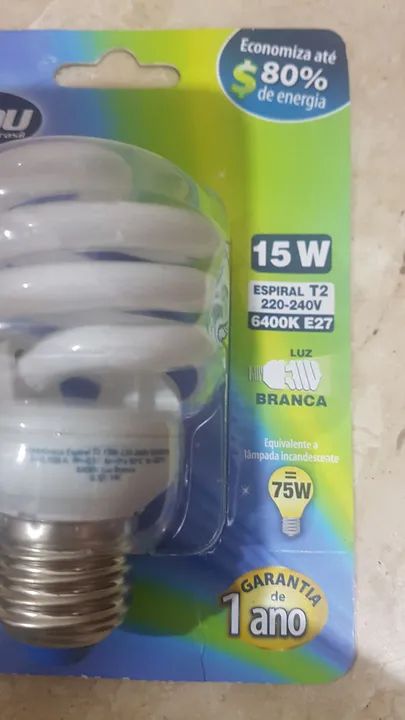 Economiza até
$ 80%
de energia
15 W
ESPIRAL T2
220-240V
6400K E27
LUZ
BRANCA
Equivalente a
lâmpada incandescente
=
75W
GARANTIA
de
1 ano